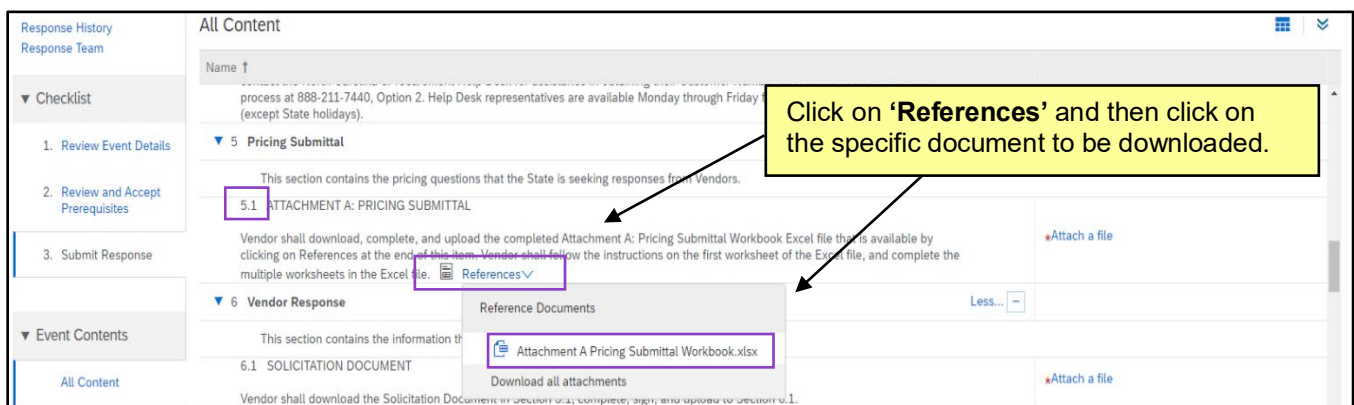 Response History
Response Team
▼ Checklist
1. Review Event Details
2. Review and Accept
Prerequisites
3. Submit Response
▼ Event Contents
All Content
All Content
Name ↑
process at 888-211-7440, Option 2. Help Desk representatives are available Monday through Friday
(except State holidays).
▼ 5 Pricing Submittal
This section contains the pricing questions that the State is seeking responses from Vendors.
5.1 ATTACHMENT A: PRICING SUBMITTAL
Vendor shall download, complete, and upload the completed Attachment A: Pricing Submittal Workbook Excel file that is available by
clicking on References at the end of this item. Vendor shall follow the instructions on the first worksheet of the Excel file, and complete the
multiple worksheets in the Excel file. References
*Attach a file
▼ 6 Vendor Response
Less... −
This section contains the information
6.1 SOLICITATION DOCUMENT
Vendor shall download the Solicitation Document in Section 3.1, complete, sign, and upload to Section 6.1.
*Attach a file
Reference Documents
Attachment A Pricing Submittal Workbook.xlsx
Download all attachments
Click on ‘References’ and then click on
the specific document to be downloaded.